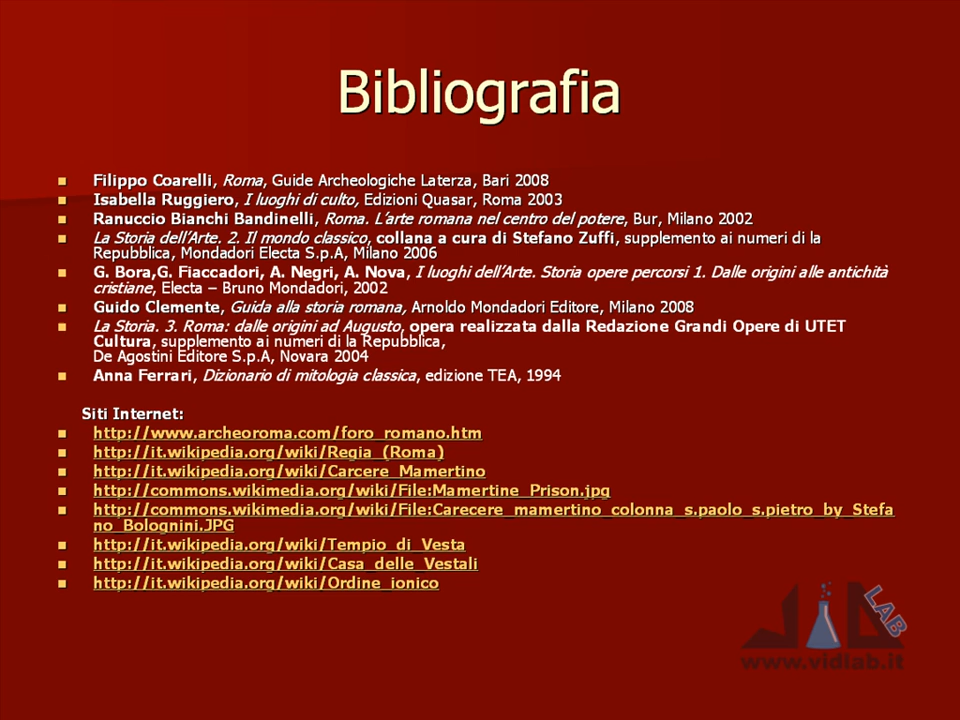 Bibliografia
Filippo Coarelli, Roma, Guide Archeologiche Laterza, Bari 2008
Isabella Ruggiero, I luoghi di culto, Edizioni Quasar, Roma 2003
Ranuccio Bianchi Bandinelli, Roma. L’arte romana nel centro del potere, Bur, Milano 2002
La Storia dell’Arte. 2. Il mondo classico, collana a cura di Stefano Zuffi, supplemento ai numeri di la
Repubblica, Mondadori Electa S.p.A, Milano 2006
G. Bora,G. Fiaccadori, A. Negri, A. Nova, I luoghi dell’Arte. Storia opere percorsi 1. Dalle origini alle antichità
cristiane, Electa – Bruno Mondadori, 2002
Guido Clemente, Guida alla storia romana, Arnoldo Mondadori Editore, Milano 2008
La Storia. 3. Roma: dalle origini ad Augusto, opera realizzata dalla Redazione Grandi Opere di UTET
Cultura, supplemento ai numeri di la Repubblica,
De Agostini Editore S.p.A, Novara 2004
Anna Ferrari, Dizionario di mitologia classica, edizione TEA, 1994
Siti Internet:
http://www.archeoroma.com/foro_romano.htm
http://it.wikipedia.org/wiki/Regia_(Roma)
http://it.wikipedia.org/wiki/Carcere_Mamertino
http://commons.wikimedia.org/wiki/File:Mamertine_Prison.jpg
http://commons.wikimedia.org/wiki/File:Carecere_mamertino_colonna_s.paolo_s.pietro_by_Stefa
no_Bolognini.JPG
http://it.wikipedia.org/wiki/Tempio_di_Vesta
http://it.wikipedia.org/wiki/Casa_delle_Vestali
http://it.wikipedia.org/wiki/Ordine_ionico
LAB
www.vidlab.it